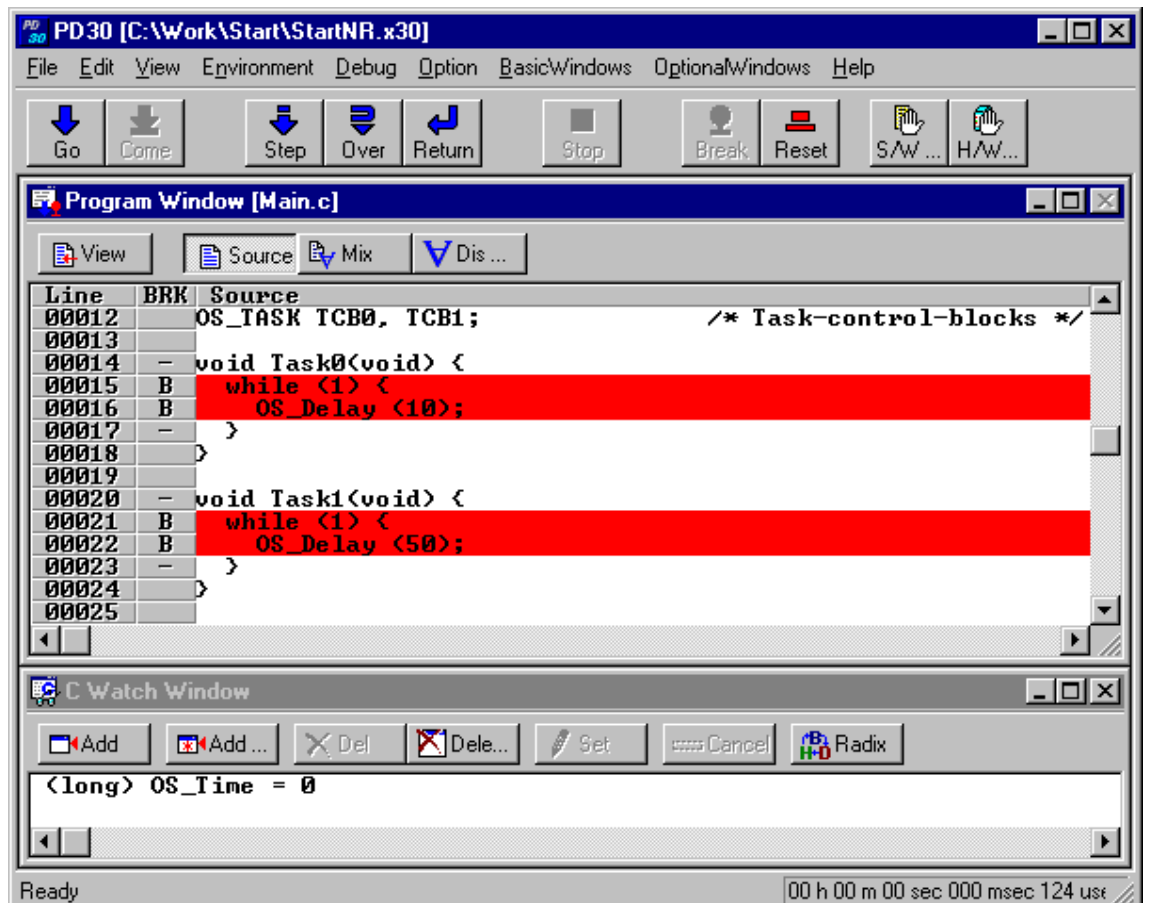 PD30 [C:\Work\Start\StartNR.x30]
File Edit View Environment Debug Option BasicWindows OptionalWindows Help
Go Come Step Over Return Stop Break Reset S/W ... H/W...
Program Window [Main.c]
View Source Mix Dis ...
Line BRK Source
00012 OS_TASK TCB0, TCB1; /* Task-control-blocks */
00013
00014 - void Task0(void) {
00015 B while (1) {
00016 B OS_Delay (10);
00017 - }
00018 }
00019
00020 - void Task1(void) {
00021 B while (1) {
00022 B OS_Delay (50);
00023 - }
00024 }
00025
C Watch Window
Add Add ... Del Dele... Set Cancel Radix
(long) OS_Time = 0
Ready 00 h 00 m 00 sec 000 msec 124 use